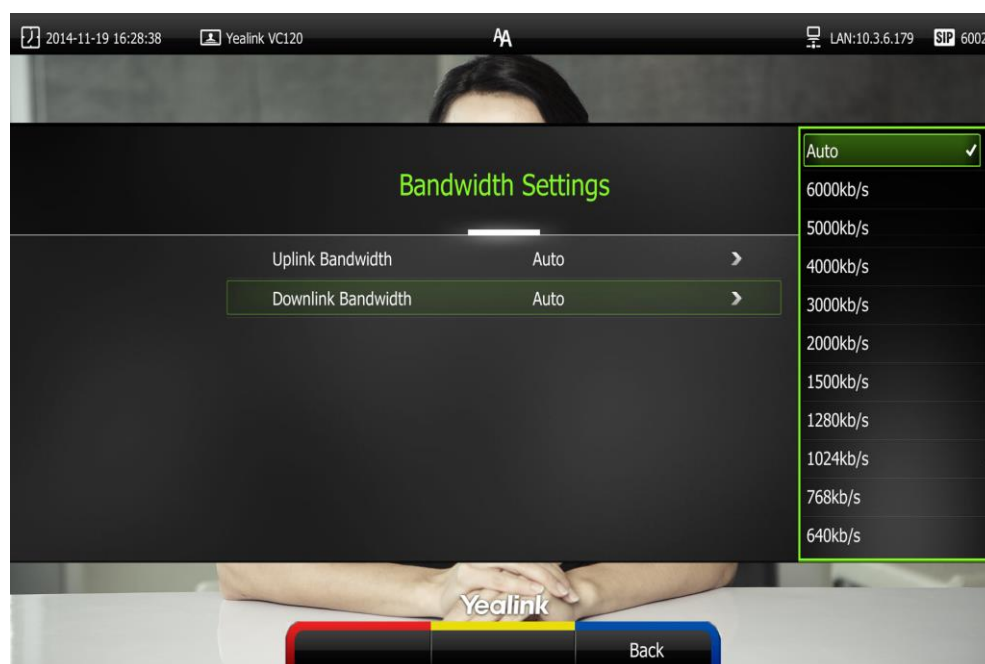 2014-11-19 16:28:38 Yealink VC120 AA LAN:10.3.6.179 SIP 6002
Bandwidth Settings
Uplink Bandwidth Auto
Downlink Bandwidth Auto
Auto
6000kb/s
5000kb/s
4000kb/s
3000kb/s
2000kb/s
1500kb/s
1280kb/s
1024kb/s
768kb/s
640kb/s
Yealink
Back